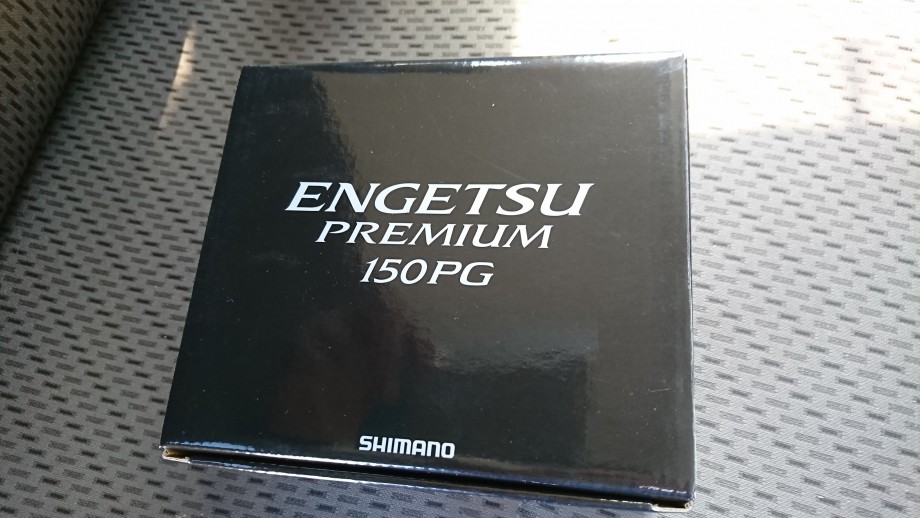 ENGETSU
PREMIUM
150PG
SHIMANO